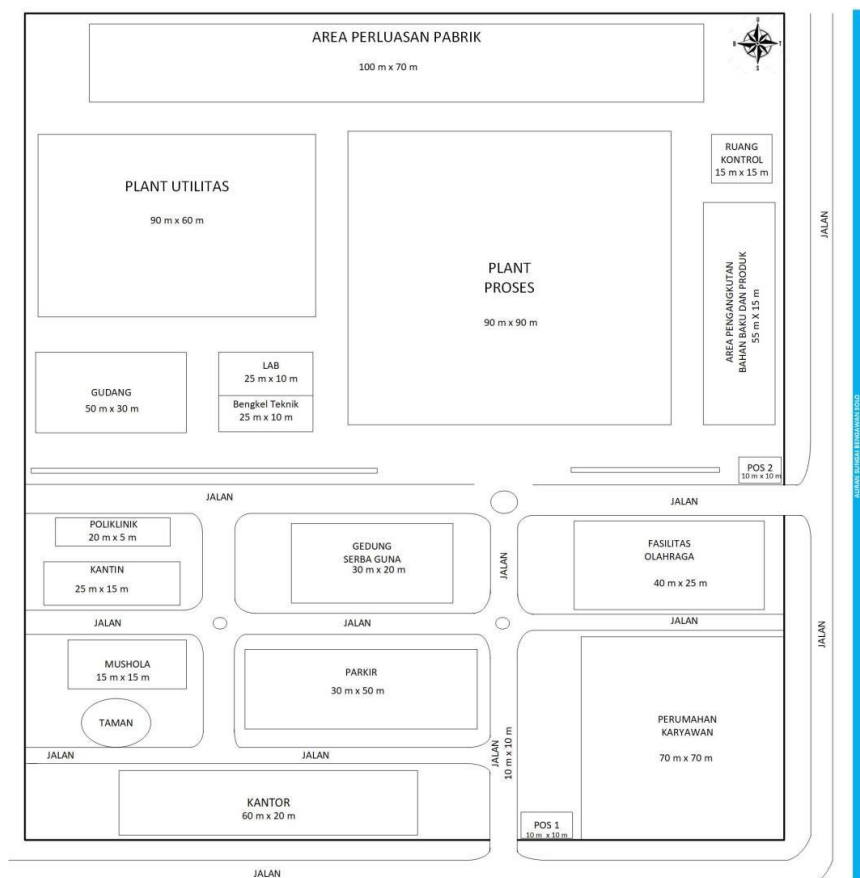 AREA PERLUASAN PABRIK
100 m x 70 m
U
B
T
S
PLANT UTILITAS
90 m x 60 m
PLANT
PROSES
90 m x 90 m
RUANG
KONTROL
15 m x 15 m
AREA PENGANGKUTAN
BAHAN BAKU DAN PRODUK
55 m X 15 m
JALAN
ALIRAN SUNGAI BENGAWAN SOLO
GUDANG
50 m x 30 m
LAB
25 m x 10 m
Bengkel Teknik
25 m x 10 m
POS 2
10 m x 10 m
JALAN
JALAN
POLIKLINIK
20 m x 5 m
KANTIN
25 m x 15 m
GEDUNG
SERBA GUNA
30 m x 20 m
JALAN
FASILITAS
OLAHRAGA
40 m x 25 m
JALAN
JALAN
JALAN
JALAN
MUSHOLA
15 m x 15 m
TAMAN
PARKIR
30 m x 50 m
PERUMAHAN
KARYAWAN
70 m x 70 m
JALAN
JALAN
JALAN
10 m x 10 m
KANTOR
60 m x 20 m
POS 1
10 m x 10 m
JALAN